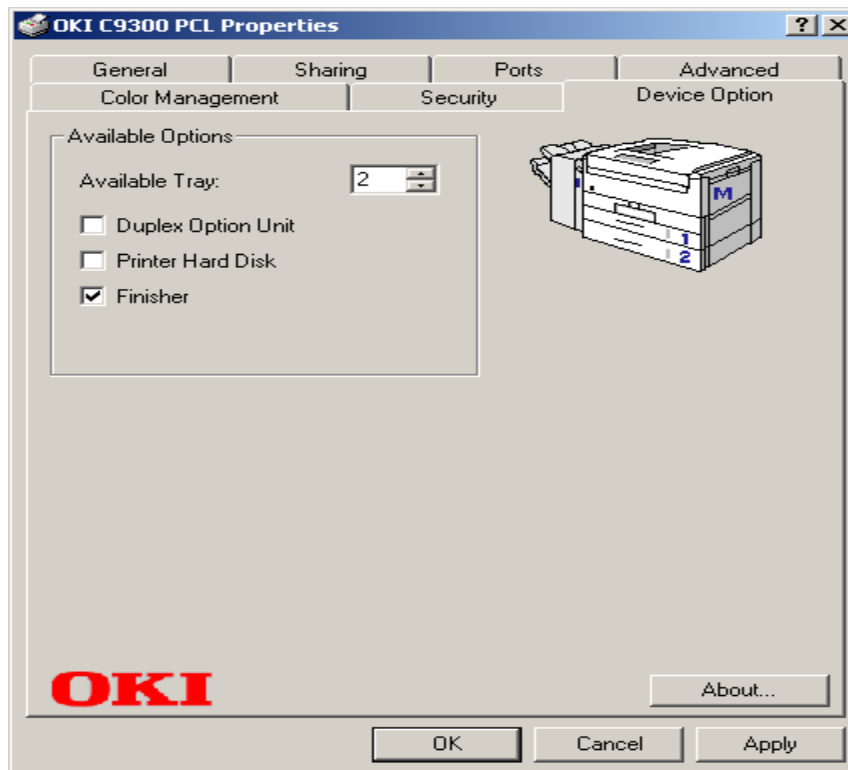 OKI C9300 PCL Properties
General Sharing Ports Advanced
Color Management Security Device Option
Available Options
Available Tray: 2
Duplex Option Unit
Printer Hard Disk
Finisher
M
1
2
OKI
About...
OK Cancel Apply